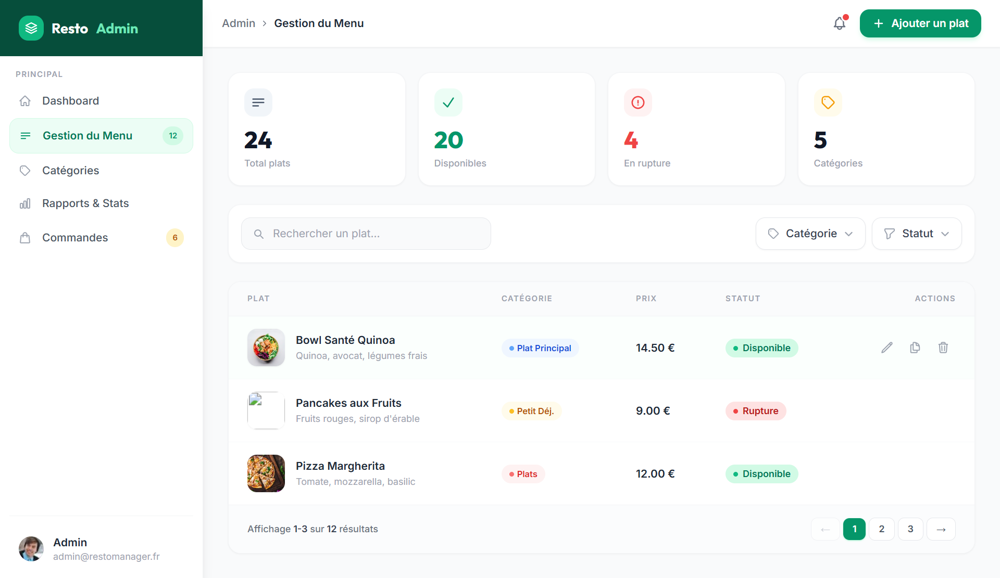 Resto Admin
PRINCIPAL
Dashboard
Gestion du Menu 12
Catégories
Rapports & Stats
Commandes 6
Admin
admin@restomanager.fr
Admin > Gestion du Menu
+ Ajouter un plat
24
Total plats
20
Disponibles
4
En rupture
5
Catégories
Rechercher un plat...
Catégorie
Statut
PLAT CATÉGORIE PRIX STATUT ACTIONS
Bowl Santé Quinoa
Quinoa, avocat, légumes frais
Plat Principal
14.50 €
Disponible
Pancakes aux Fruits
Fruits rouges, sirop d'érable
Petit Déj.
9.00 €
Rupture
Pizza Margherita
Tomate, mozzarella, basilic
Plats
12.00 €
Disponible
Affichage 1-3 sur 12 résultats
← 1 2 3 →